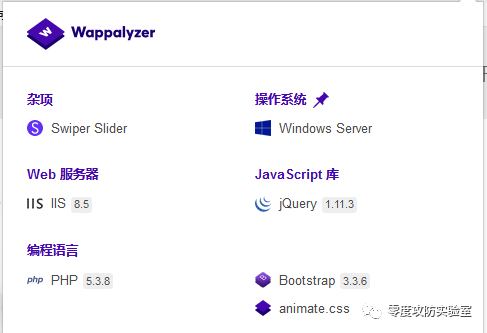 Wappalyzer
杂项
Swiper Slider
操作系统
Windows Server
Web 服务器
IIS IIS 8.5
JavaScript 库
jQuery 1.11.3
编程语言
php PHP 5.3.8
Bootstrap 3.3.6
animate.css
零度攻防实验室